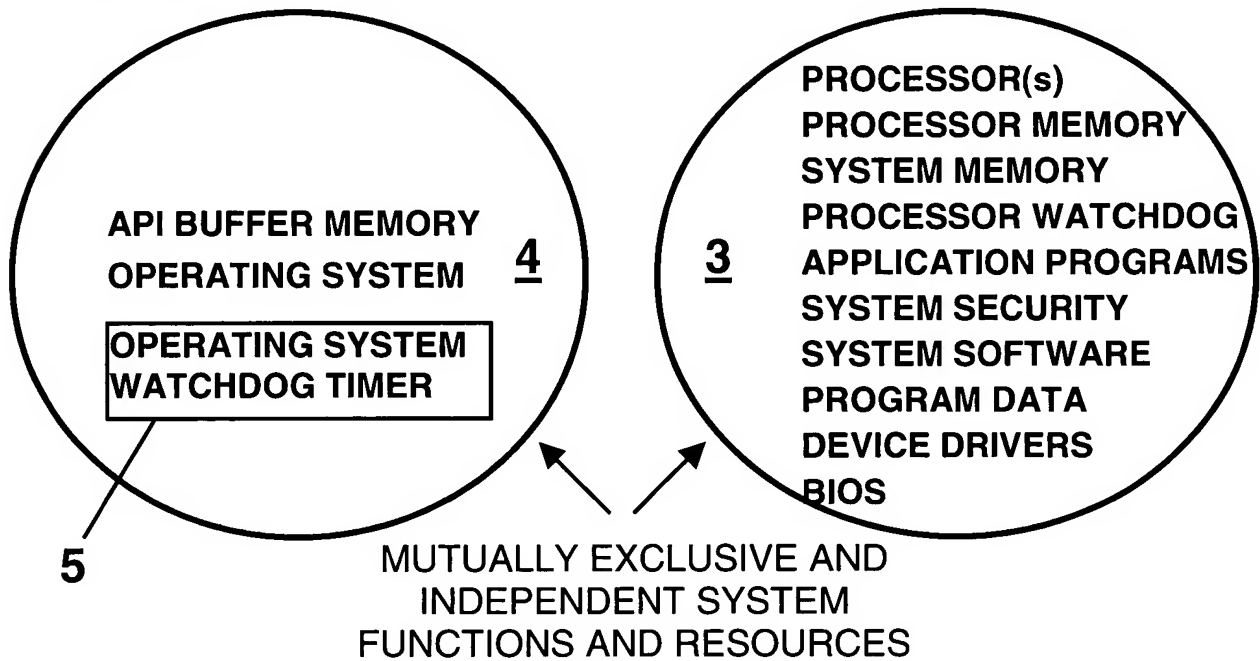 API BUFFER MEMORY
OPERATING SYSTEM
4
OPERATING SYSTEM
WATCHDOG TIMER
5
3
PROCESSOR(s)
PROCESSOR MEMORY
SYSTEM MEMORY
PROCESSOR WATCHDOG
APPLICATION PROGRAMS
SYSTEM SECURITY
SYSTEM SOFTWARE
PROGRAM DATA
DEVICE DRIVERS
BIOS
MUTUALLY EXCLUSIVE AND
INDEPENDENT SYSTEM
FUNCTIONS AND RESOURCES